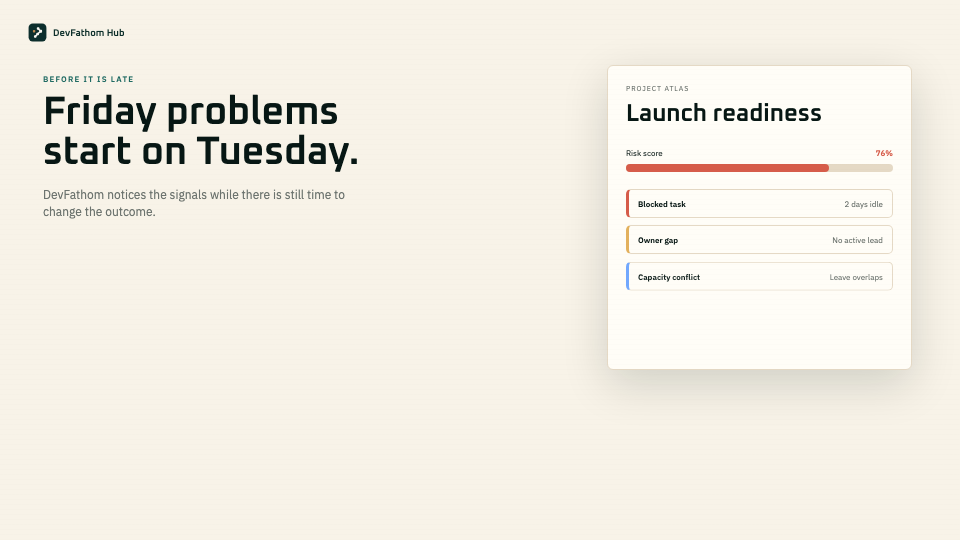 DevFathom Hub
BEFORE IT IS LATE
Friday problems
start on Tuesday.
DevFathom notices the signals while there is still time to
change the outcome.
PROJECT ATLAS
Launch readiness
Risk score 76%
Blocked task 2 days idle
Owner gap No active lead
Capacity conflict Leave overlaps